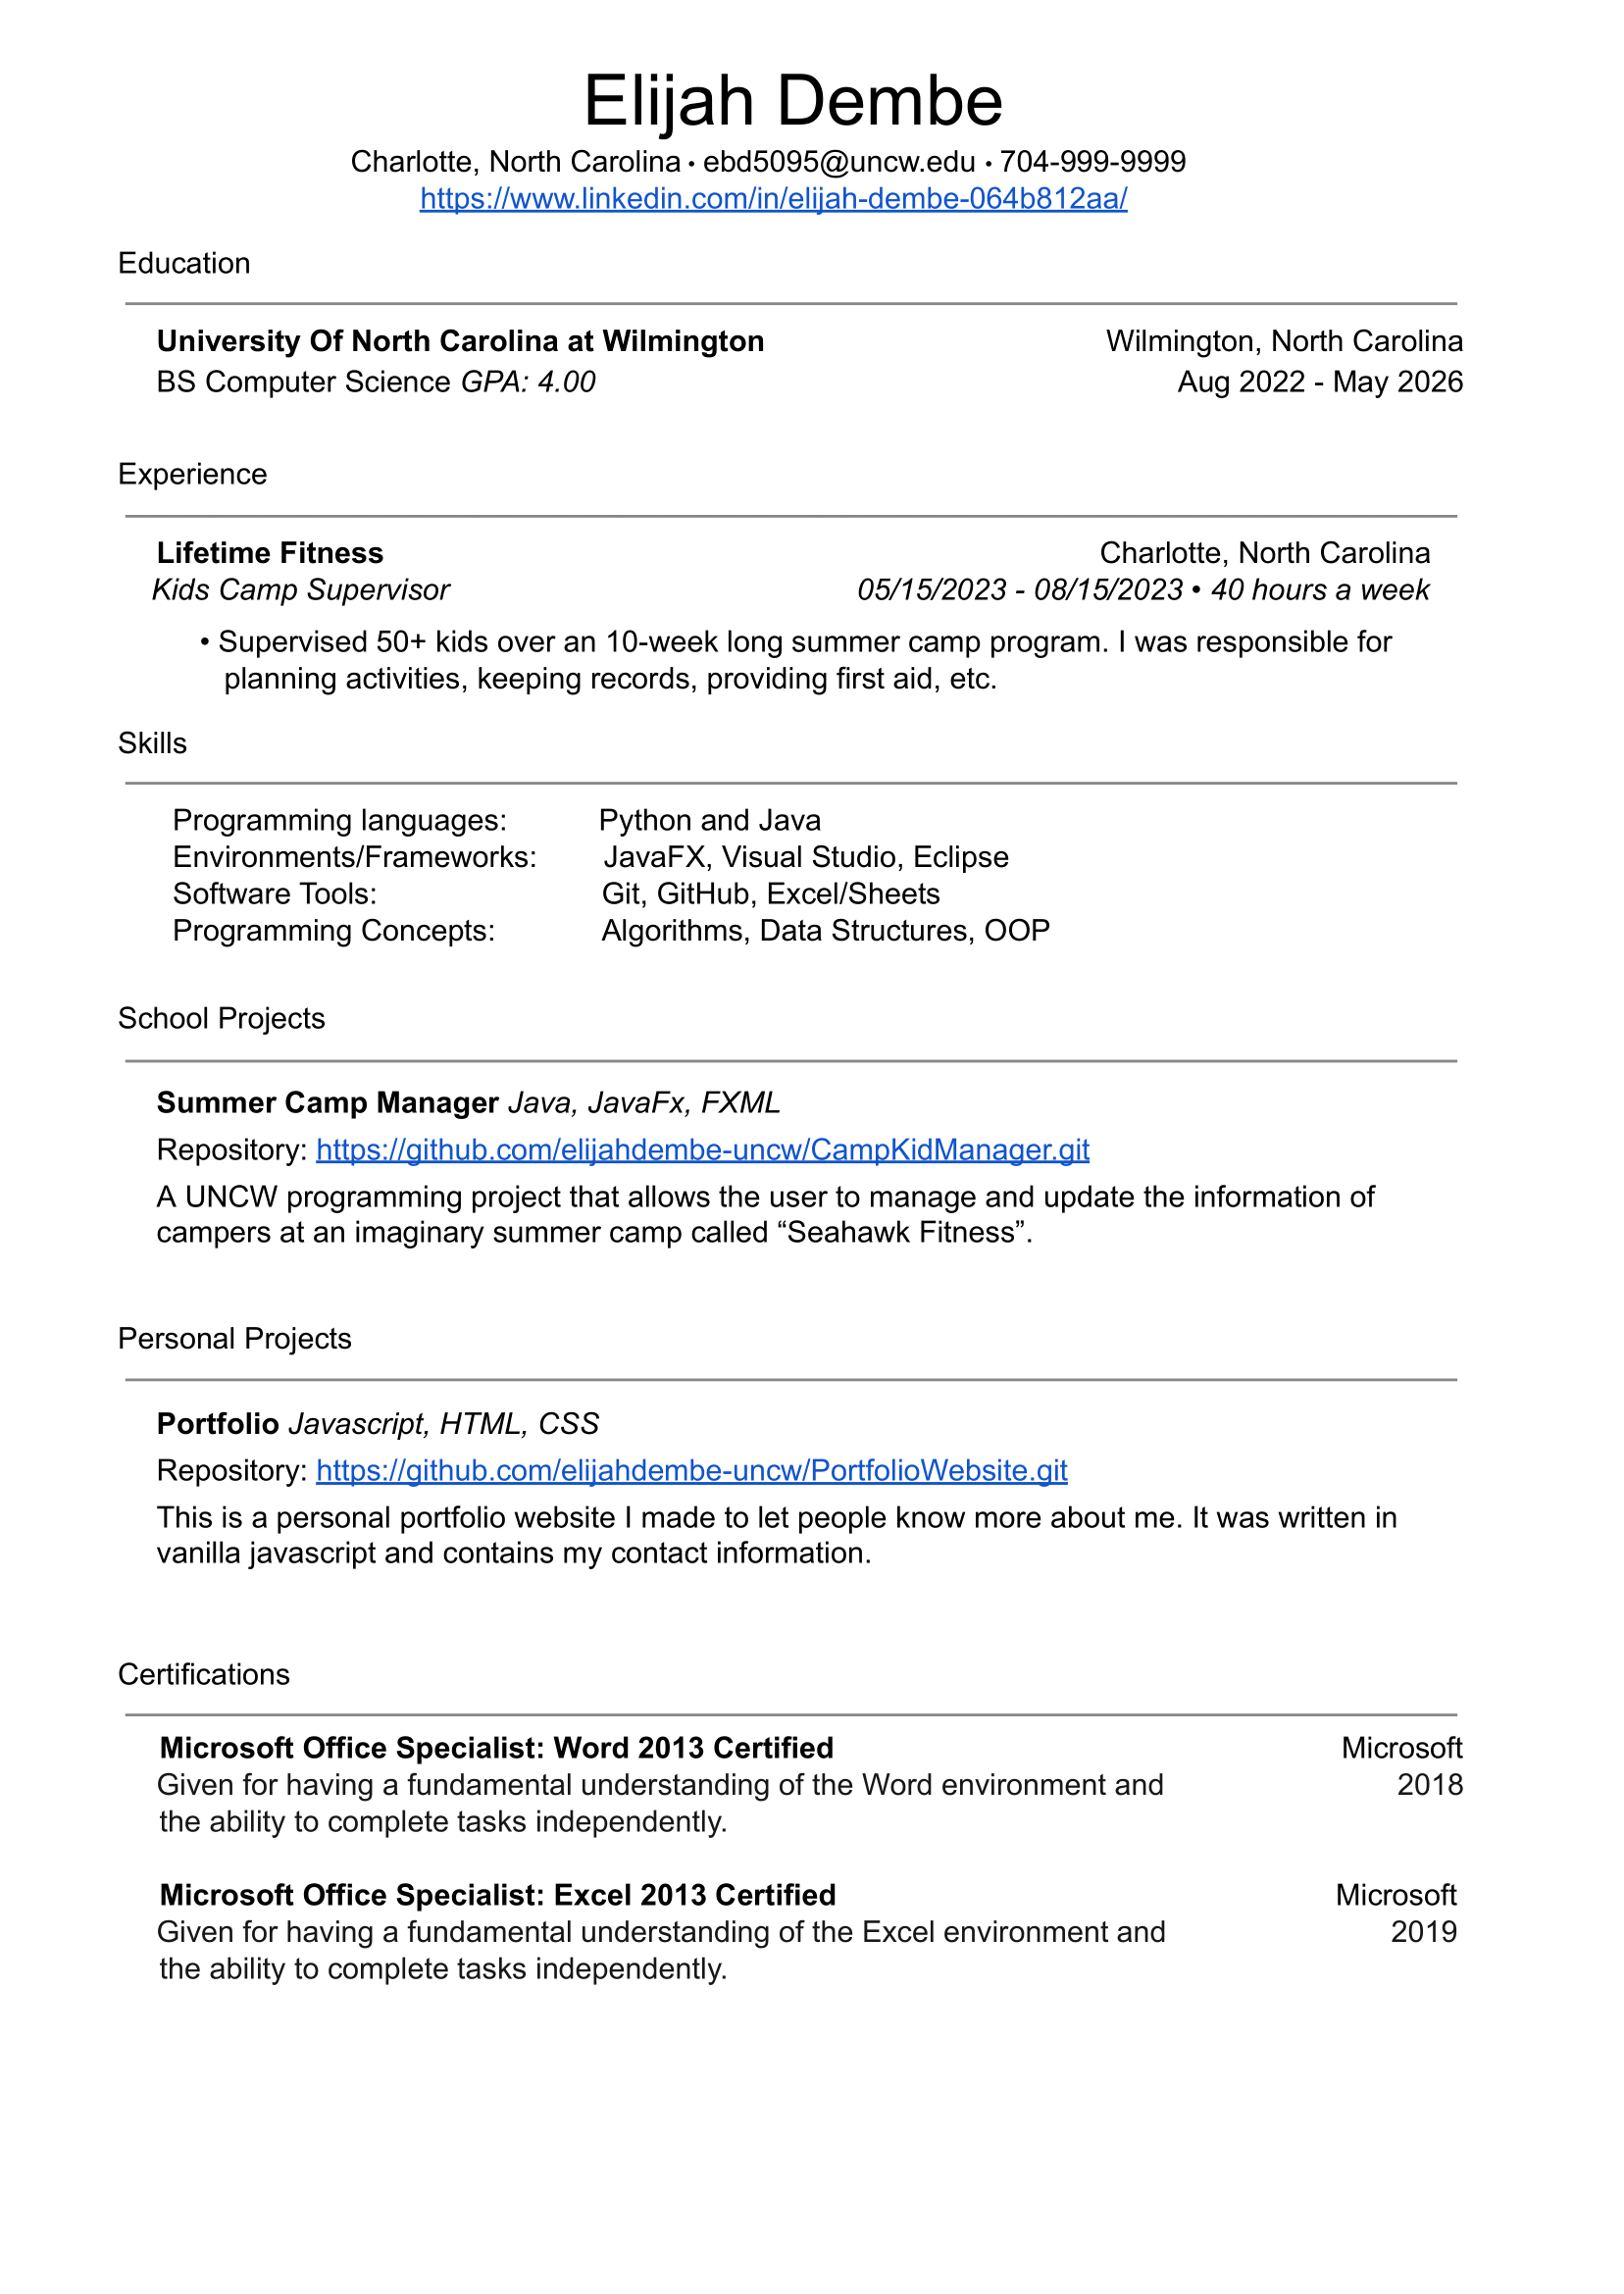 Elijah Dembe
Charlotte, North Carolina • ebd5095@uncw.edu • 704-999-9999
https://www.linkedin.com/in/elijah-dembe-064b812aa/
Education
University Of North Carolina at Wilmington Wilmington, North Carolina
BS Computer Science GPA: 4.00 Aug 2022 - May 2026
Experience
Lifetime Fitness Charlotte, North Carolina
Kids Camp Supervisor 05/15/2023 - 08/15/2023 • 40 hours a week
• Supervised 50+ kids over an 10-week long summer camp program. I was responsible for
planning activities, keeping records, providing first aid, etc.
Skills
Programming languages: Python and Java
Environments/Frameworks: JavaFX, Visual Studio, Eclipse
Software Tools: Git, GitHub, Excel/Sheets
Programming Concepts: Algorithms, Data Structures, OOP
School Projects
Summer Camp Manager Java, JavaFx, FXML
Repository: https://github.com/elijahdembe-uncw/CampKidManager.git
A UNCW programming project that allows the user to manage and update the information of
campers at an imaginary summer camp called “Seahawk Fitness”.
Personal Projects
Portfolio Javascript, HTML, CSS
Repository: https://github.com/elijahdembe-uncw/PortfolioWebsite.git
This is a personal portfolio website I made to let people know more about me. It was written in
vanilla javascript and contains my contact information.
Certifications
Microsoft Office Specialist: Word 2013 Certified Microsoft
Given for having a fundamental understanding of the Word environment and 2018
the ability to complete tasks independently.
Microsoft Office Specialist: Excel 2013 Certified Microsoft
Given for having a fundamental understanding of the Excel environment and 2019
the ability to complete tasks independently.